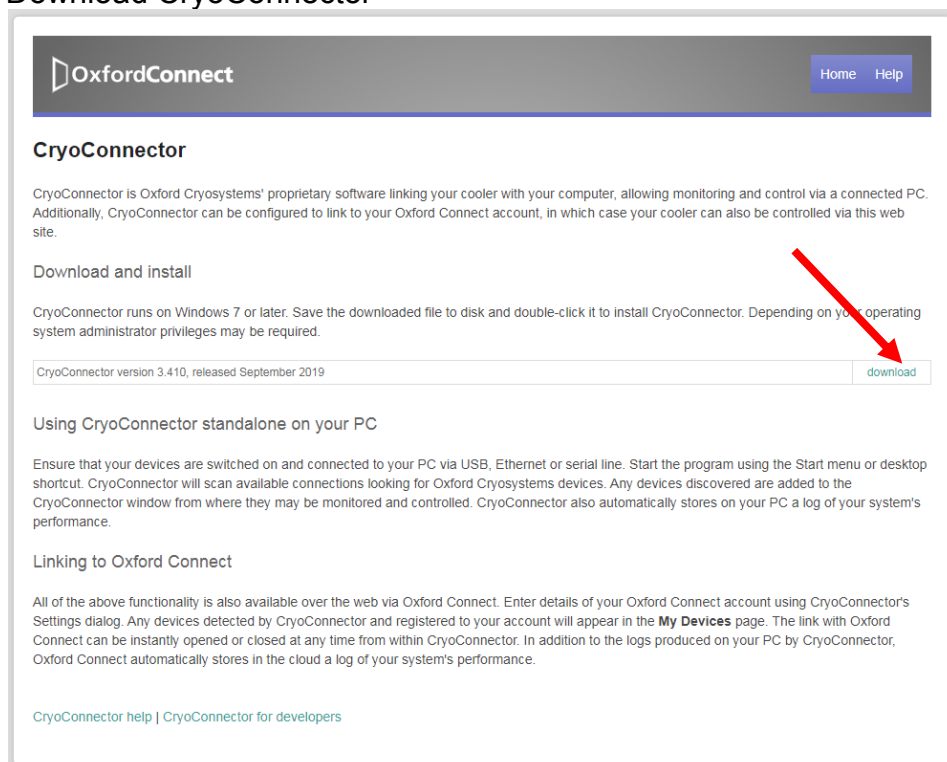 Download CryoConnector
OxfordConnect
Home Help
CryoConnector
CryoConnector is Oxford Cryosystems' proprietary software linking your cooler with your computer, allowing monitoring and control via a connected PC.
Additionally, CryoConnector can be configured to link to your Oxford Connect account, in which case your cooler can also be controlled via this web
site.
Download and install
CryoConnector runs on Windows 7 or later. Save the downloaded file to disk and double-click it to install CryoConnector. Depending on your operating
system administrator privileges may be required.
CryoConnector version 3.410, released September 2019 download
Using CryoConnector standalone on your PC
Ensure that your devices are switched on and connected to your PC via USB, Ethernet or serial line. Start the program using the Start menu or desktop
shortcut. CryoConnector will scan available connections looking for Oxford Cryosystems devices. Any devices discovered are added to the
CryoConnector window from where they may be monitored and controlled. CryoConnector also automatically stores on your PC a log of your system's
performance.
Linking to Oxford Connect
All of the above functionality is also available over the web via Oxford Connect. Enter details of your Oxford Connect account using CryoConnector's
Settings dialog. Any devices detected by CryoConnector and registered to your account will appear in the My Devices page. The link with Oxford
Connect can be instantly opened or closed at any time from within CryoConnector. In addition to the logs produced on your PC by CryoConnector,
Oxford Connect automatically stores in the cloud a log of your system's performance.
CryoConnector help | CryoConnector for developers